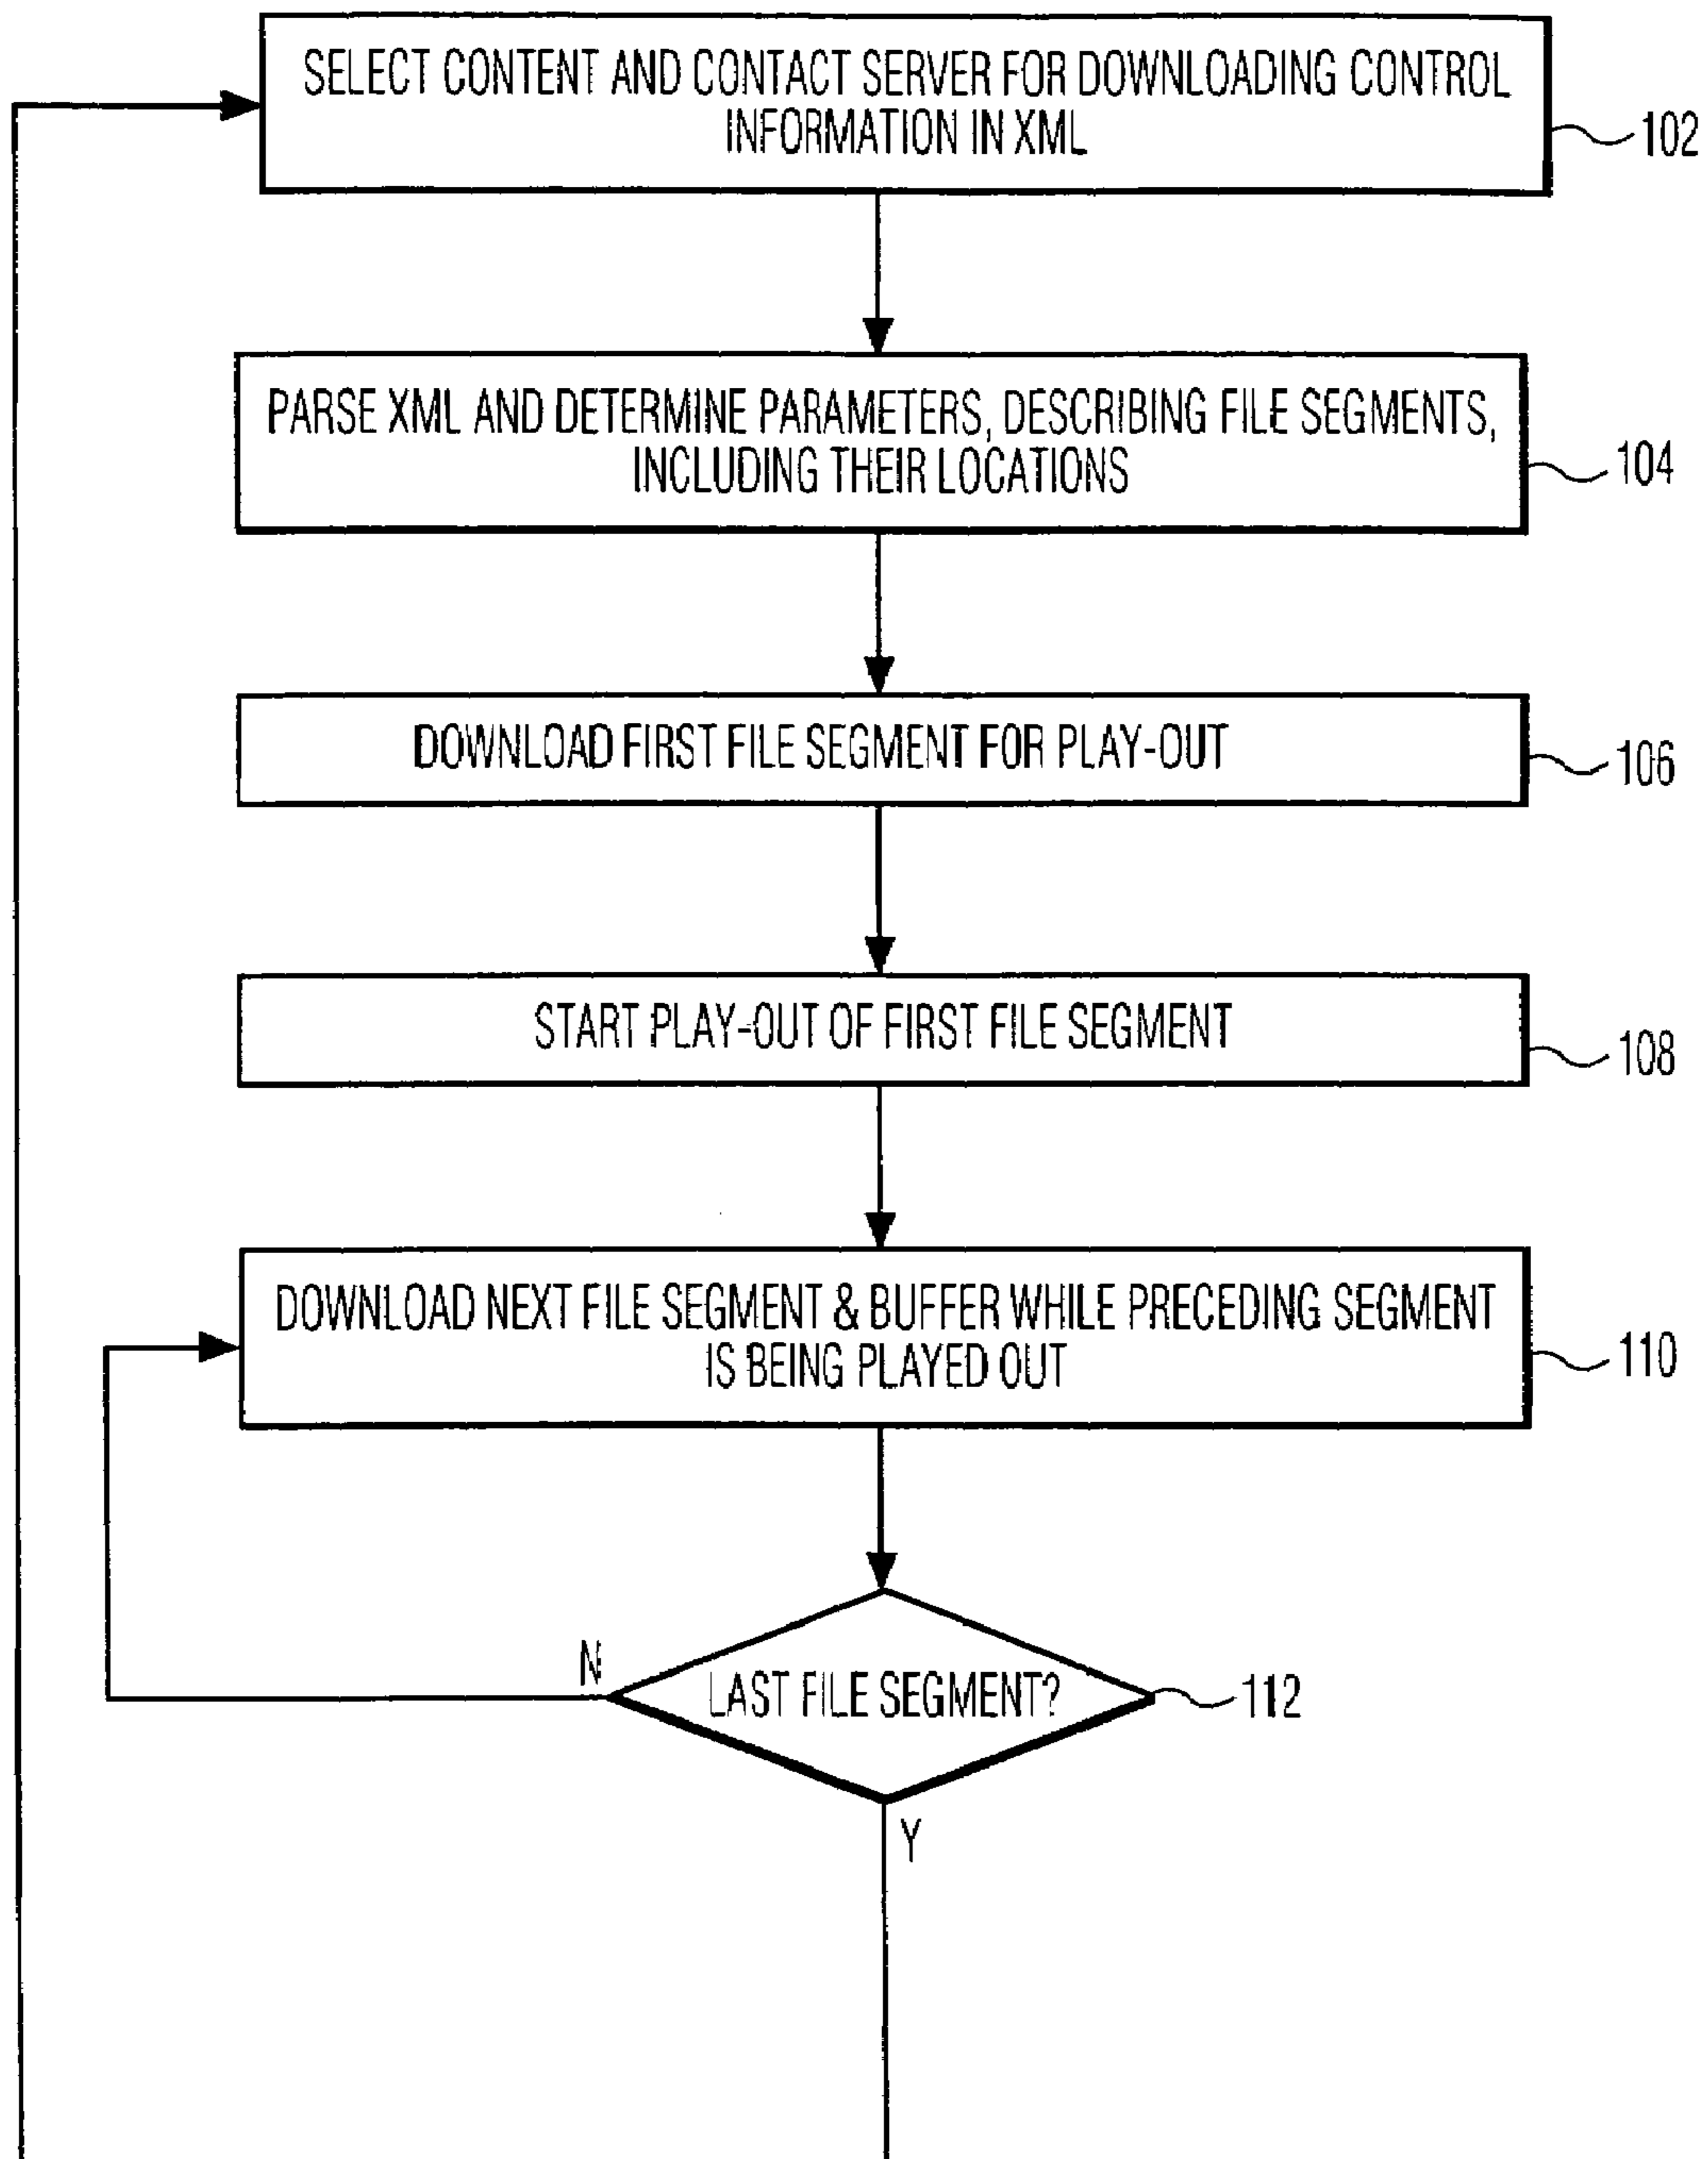 SELECT CONTENT AND CONTACT SERVER FOR DOWNLOADING CONTROL
INFORMATION IN XML
102
PARSE XML AND DETERMINE PARAMETERS, DESCRIBING FILE SEGMENTS,
INCLUDING THEIR LOCATIONS
104
DOWNLOAD FIRST FILE SEGMENT FOR PLAY-OUT
106
START PLAY-OUT OF FIRST FILE SEGMENT
108
DOWNLOAD NEXT FILE SEGMENT & BUFFER WHILE PRECEDING SEGMENT
IS BEING PLAYED OUT
110
N
LAST FILE SEGMENT?
112
Y